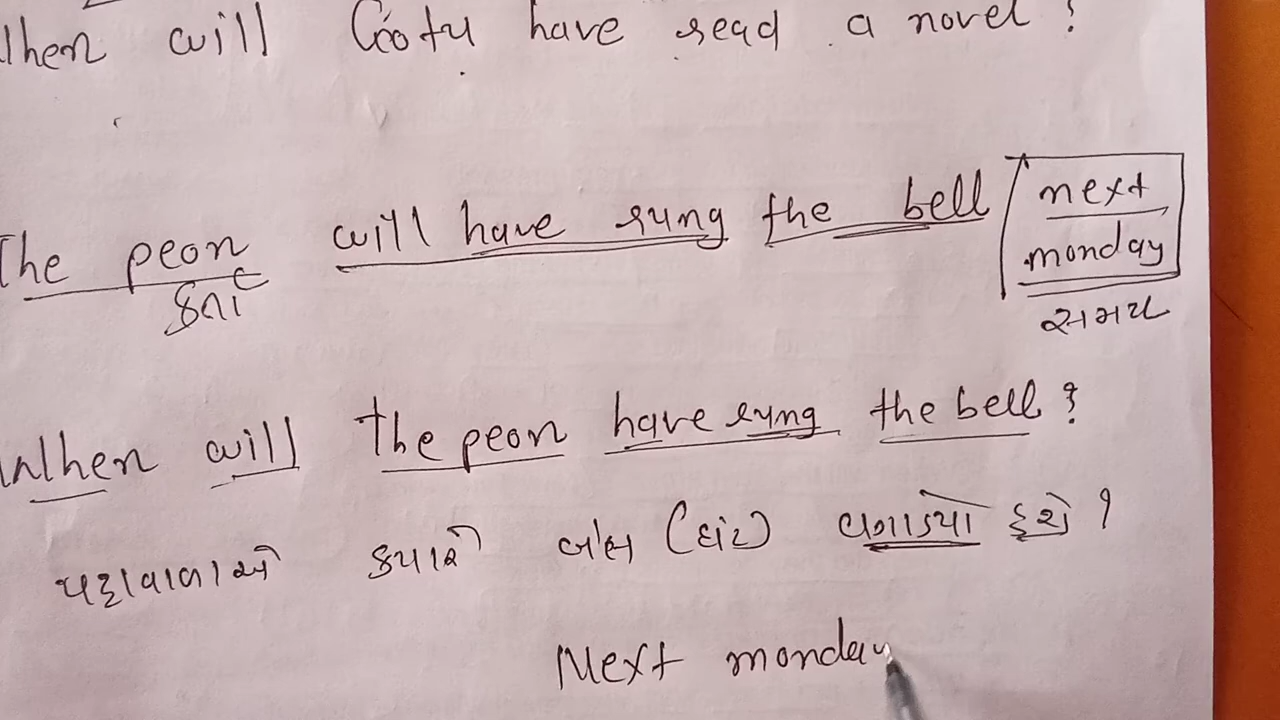 When will Gotu have read a novel ?
The peon will have rung the bell next
monday
કર્તા
સમય
When will the peon have rung the bell ?
પટ્ટાવાળાએ ક્યારે બેલ (ઘંટ) વગાડ્યો હશે ?
Next monday